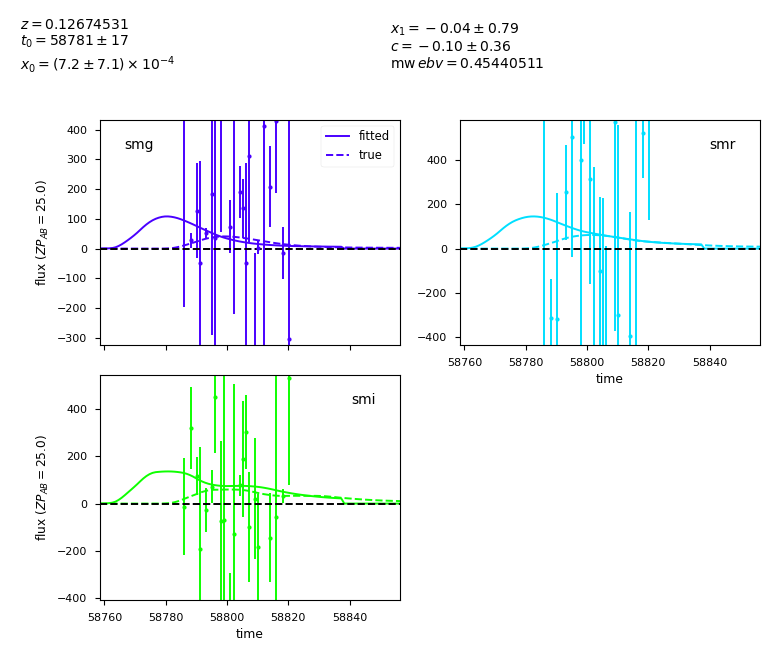 z = 0.12674531
t₀ = 58781 ± 17
x₀ = (7.2 ± 7.1) × 10⁻⁴
x₁ = −0.04 ± 0.79
c = −0.10 ± 0.36
mw ebv = 0.45440511
smg
fitted
true
400
300
200
100
0
−100
−200
−300
flux (ZP_AB = 25.0)
smr
400
200
0
−200
−400
58760 58780 58800 58820 58840
time
smi
400
200
0
−200
−400
flux (ZP_AB = 25.0)
58760 58780 58800 58820 58840
time